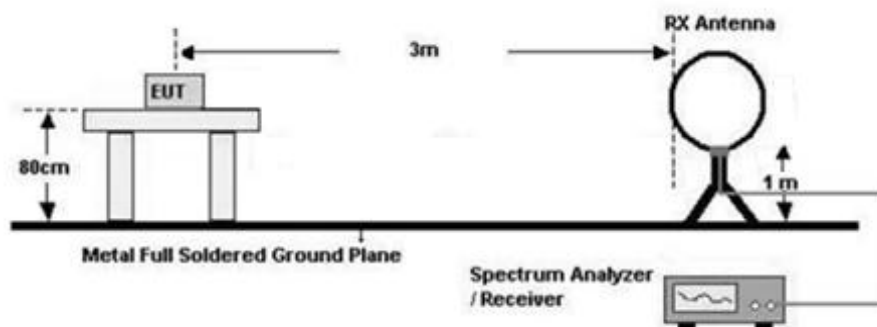 RX Antenna
3m
EUT
80cm
1 m
Metal Full Soldered Ground Plane
Spectrum Analyzer
/ Receiver